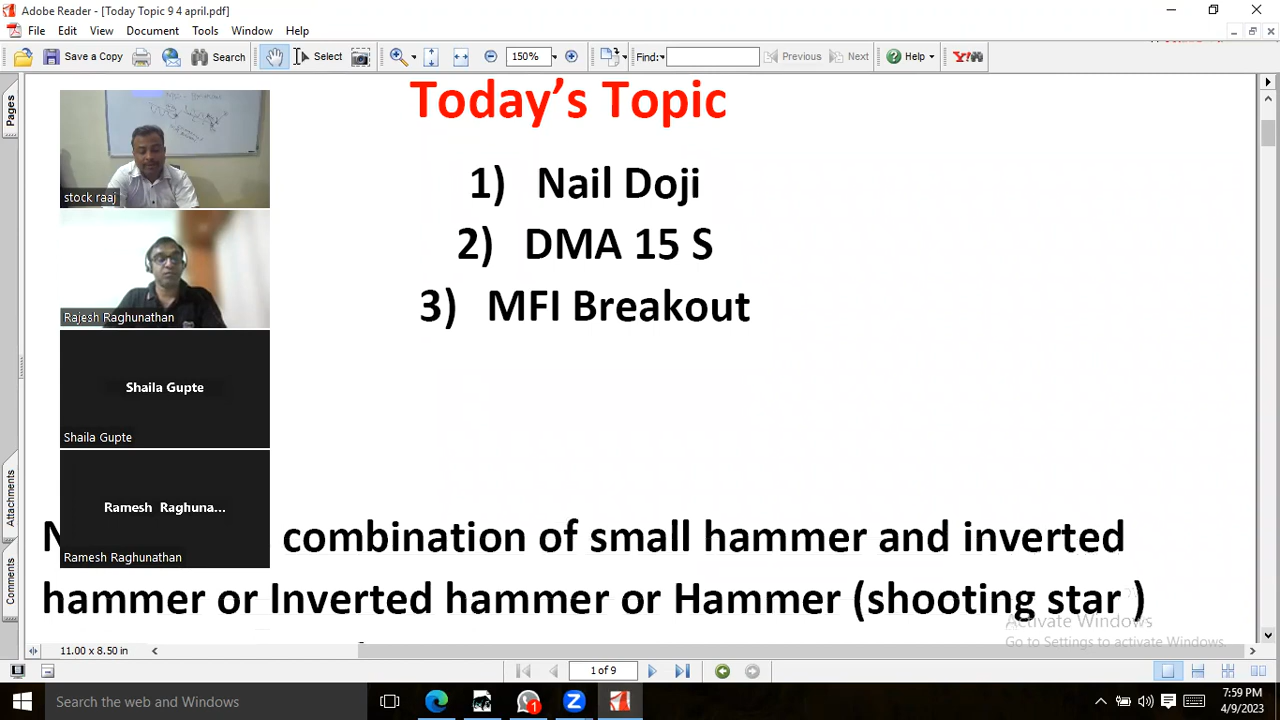 Adobe Reader - [Today Topic 9 4 april.pdf]
File Edit View Document Tools Window Help
Save a Copy Search Select 150% Find: Previous Next Help Y!
Pages
Today's Topic
1) Nail Doji
2) DMA 15 S
3) MFI Breakout
stock raaj
Rajesh Raghunathan
Shaila Gupte
Shaila Gupte
Ramesh Raghuna...
Ramesh Raghunathan
combination of small hammer and inverted
hammer or Inverted hammer or Hammer (shooting star )
Attachments
Comments
Activate Windows
Go to Settings to activate Windows.
11.00 x 8.50 in
1 of 9
Search the web and Windows
1
7:59 PM
4/9/2023